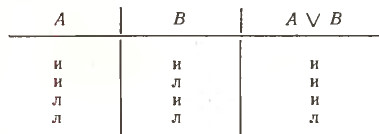 A B A ∨ B
и и и
и л и
л и и
л л л